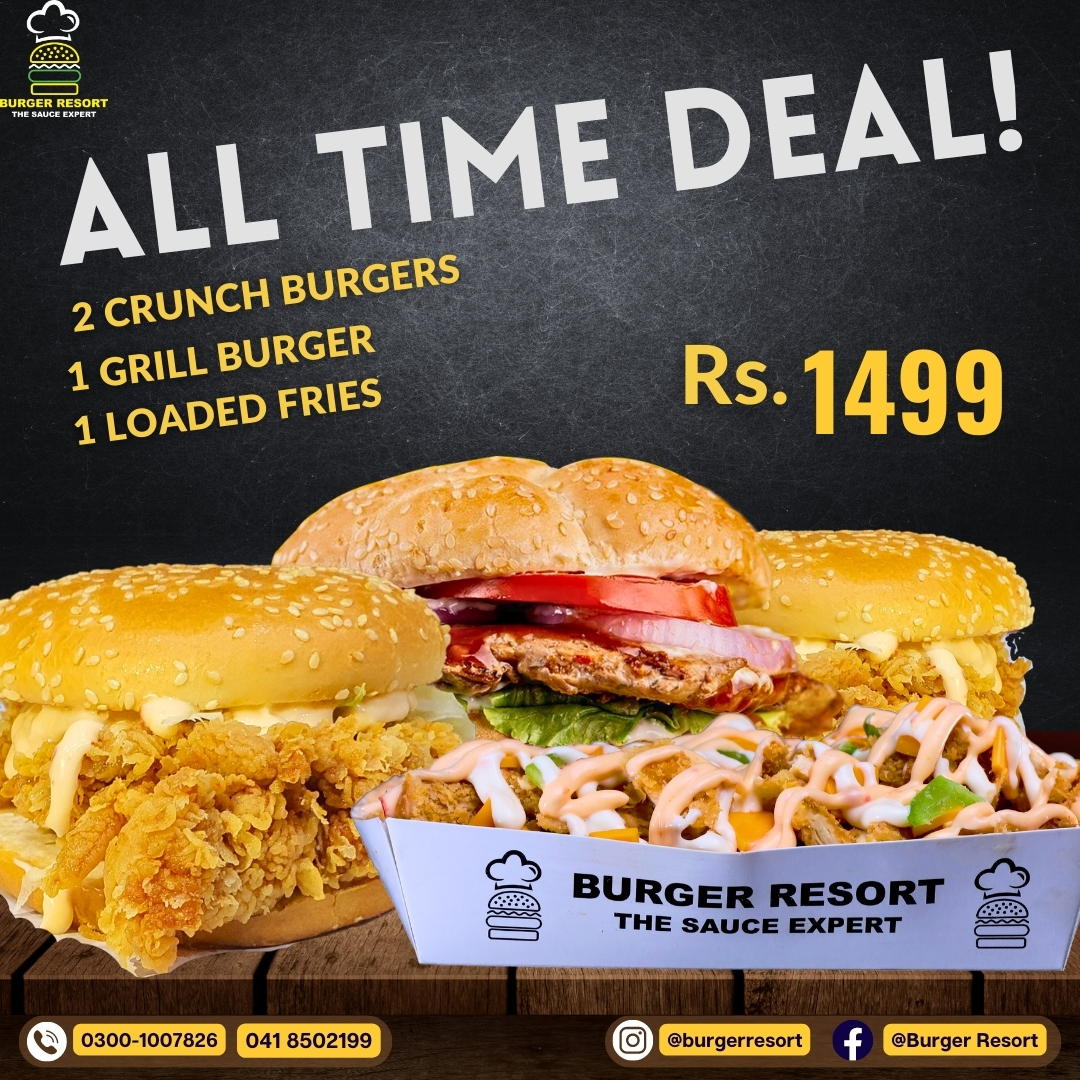 BURGER RESORT
THE SAUCE EXPERT
ALL TIME DEAL!
2 CRUNCH BURGERS
1 GRILL BURGER
1 LOADED FRIES
Rs. 1499
BURGER RESORT
THE SAUCE EXPERT
0300-1007826 041 8502199 @burgerresort @Burger Resort